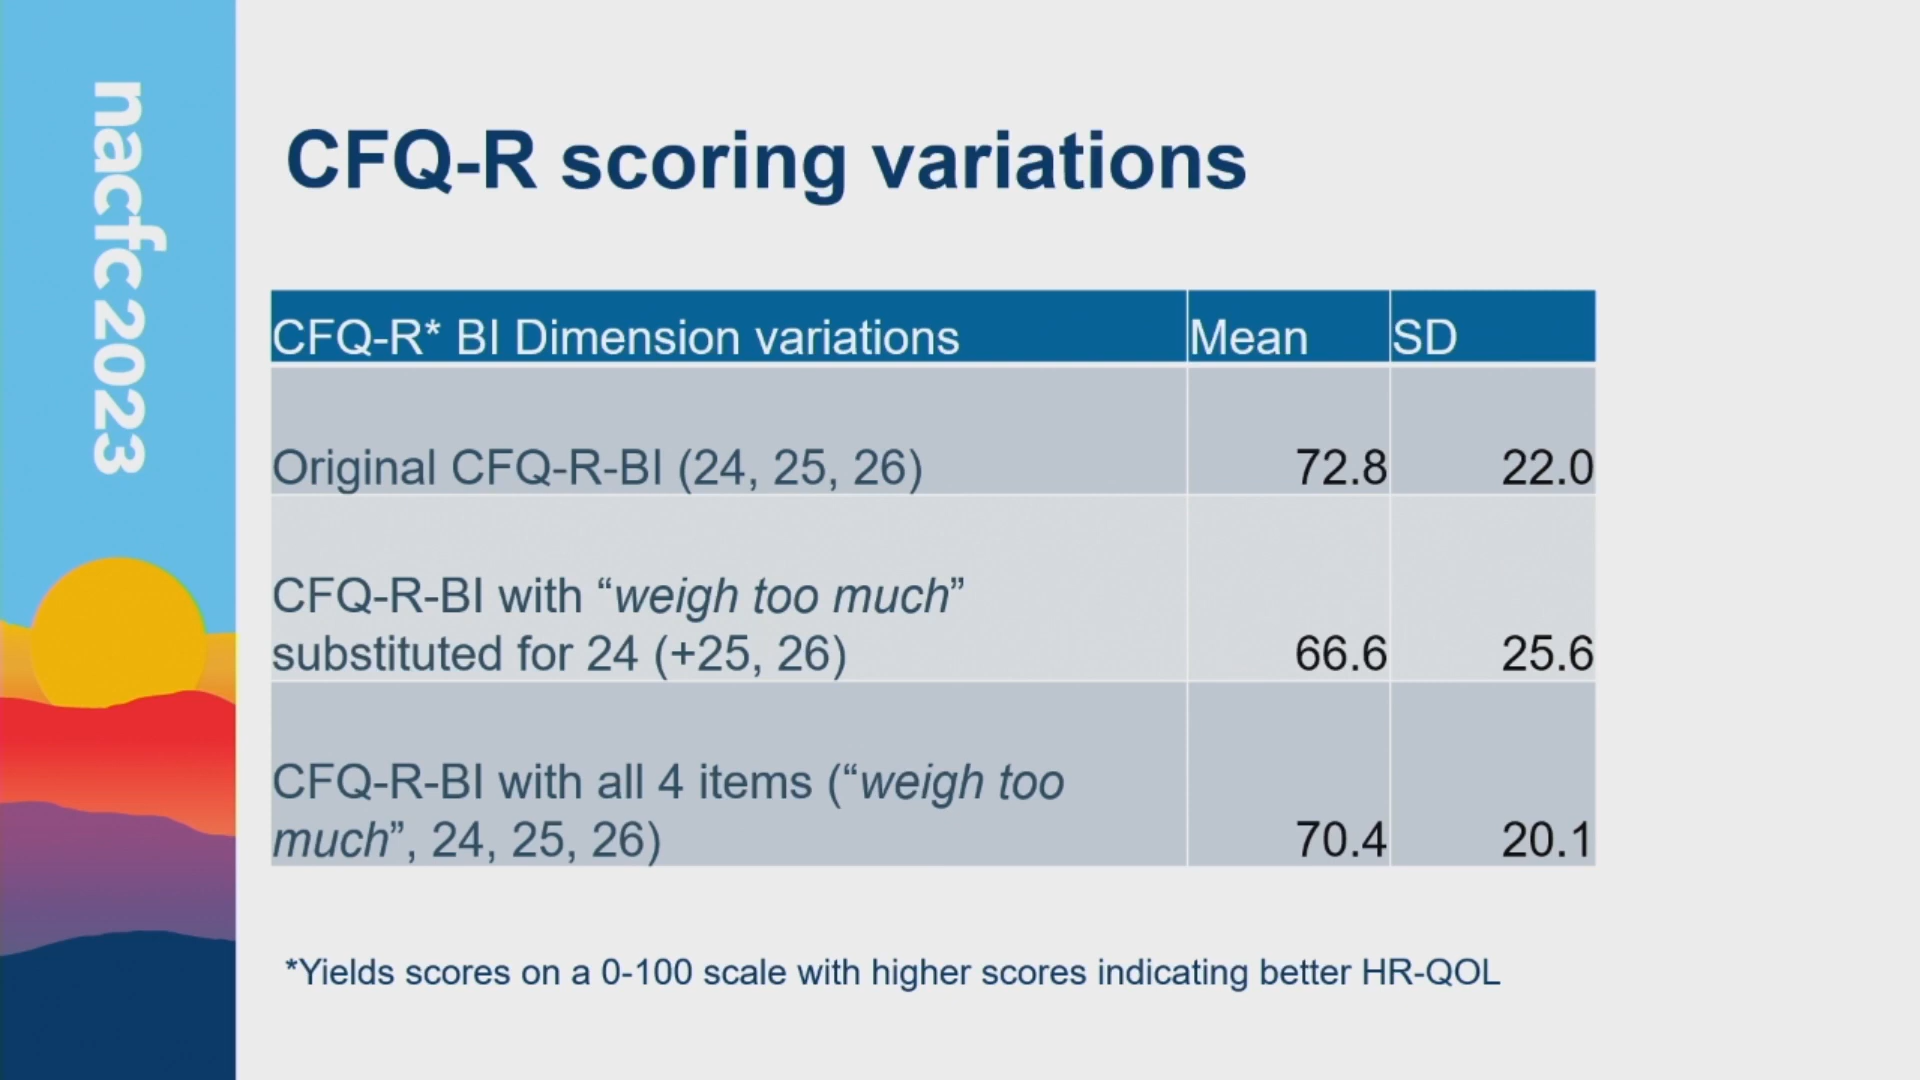 nacfc 2023
CFQ-R scoring variations
CFQ-R* BI Dimension variations Mean SD
Original CFQ-R-BI (24, 25, 26) 72.8 22.0
CFQ-R-BI with “weigh too much”
substituted for 24 (+25, 26) 66.6 25.6
CFQ-R-BI with all 4 items (“weigh too
much”, 24, 25, 26) 70.4 20.1
*Yields scores on a 0-100 scale with higher scores indicating better HR-QOL